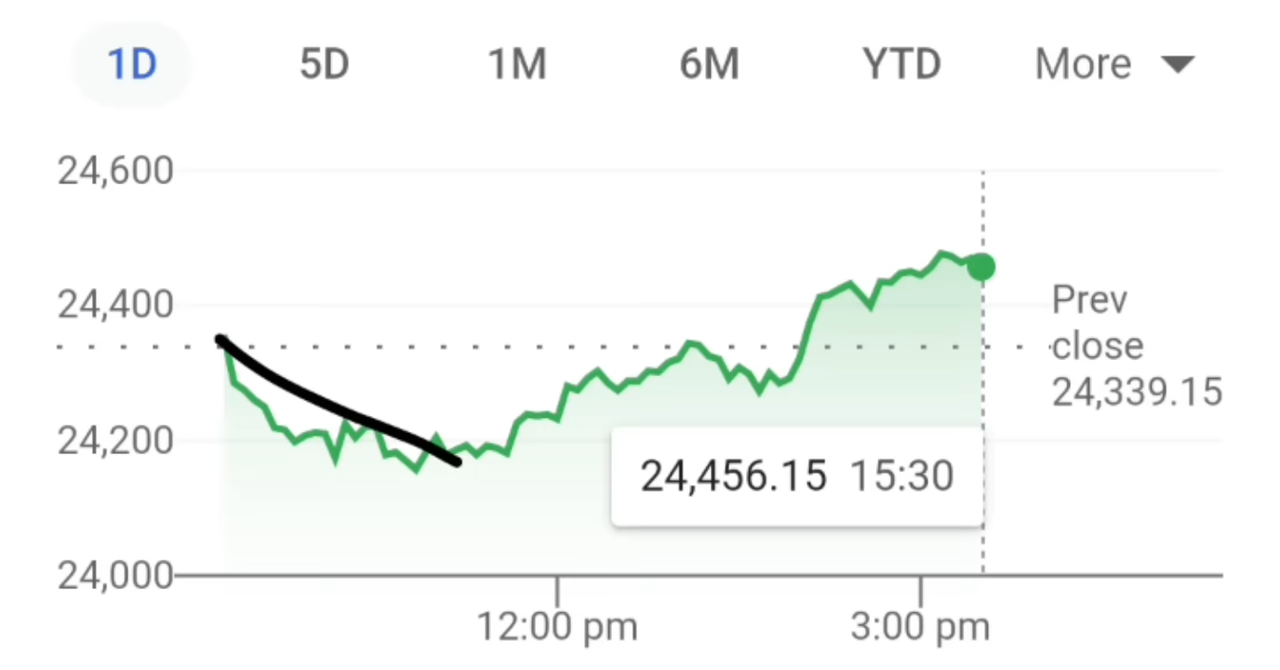 1D 5D 1M 6M YTD More
24,600
24,400
24,200
24,000
Prev
close
24,339.15
24,456.15 15:30
12:00 pm 3:00 pm